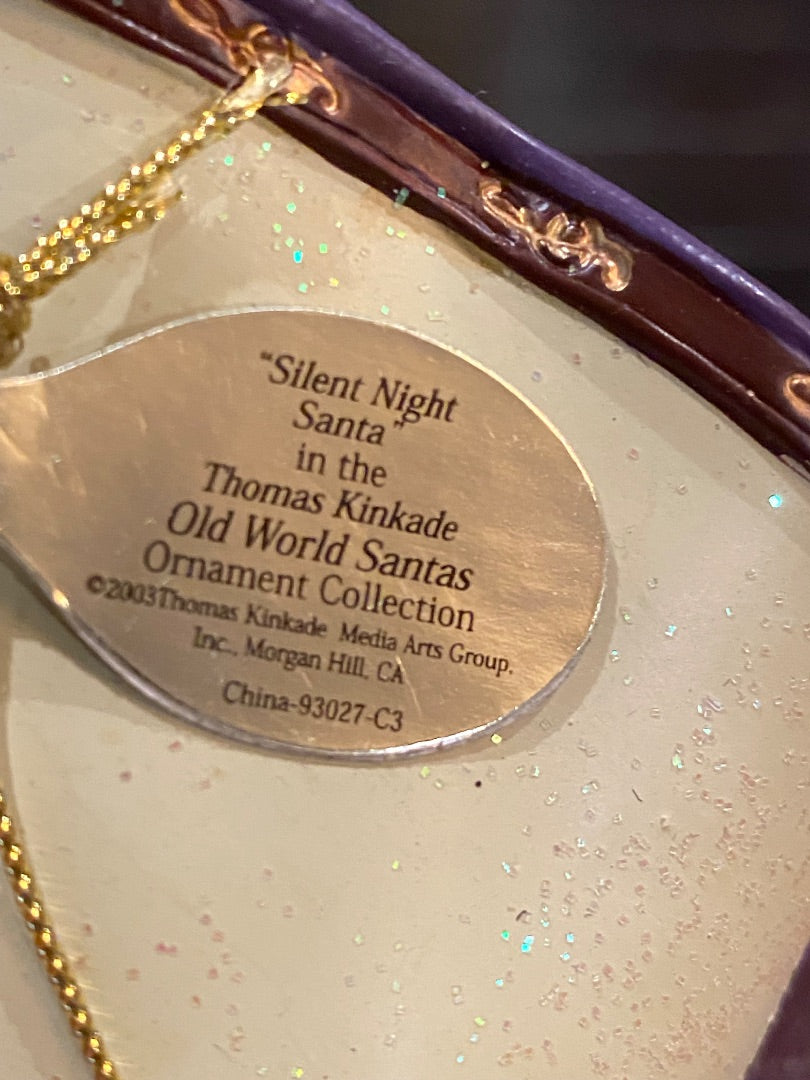 "Silent Night
Santa"
in the
Thomas Kinkade
Old World Santas
Ornament Collection
©2003Thomas Kinkade Media Arts Group,
Inc., Morgan Hill, CA
China-93027-C3